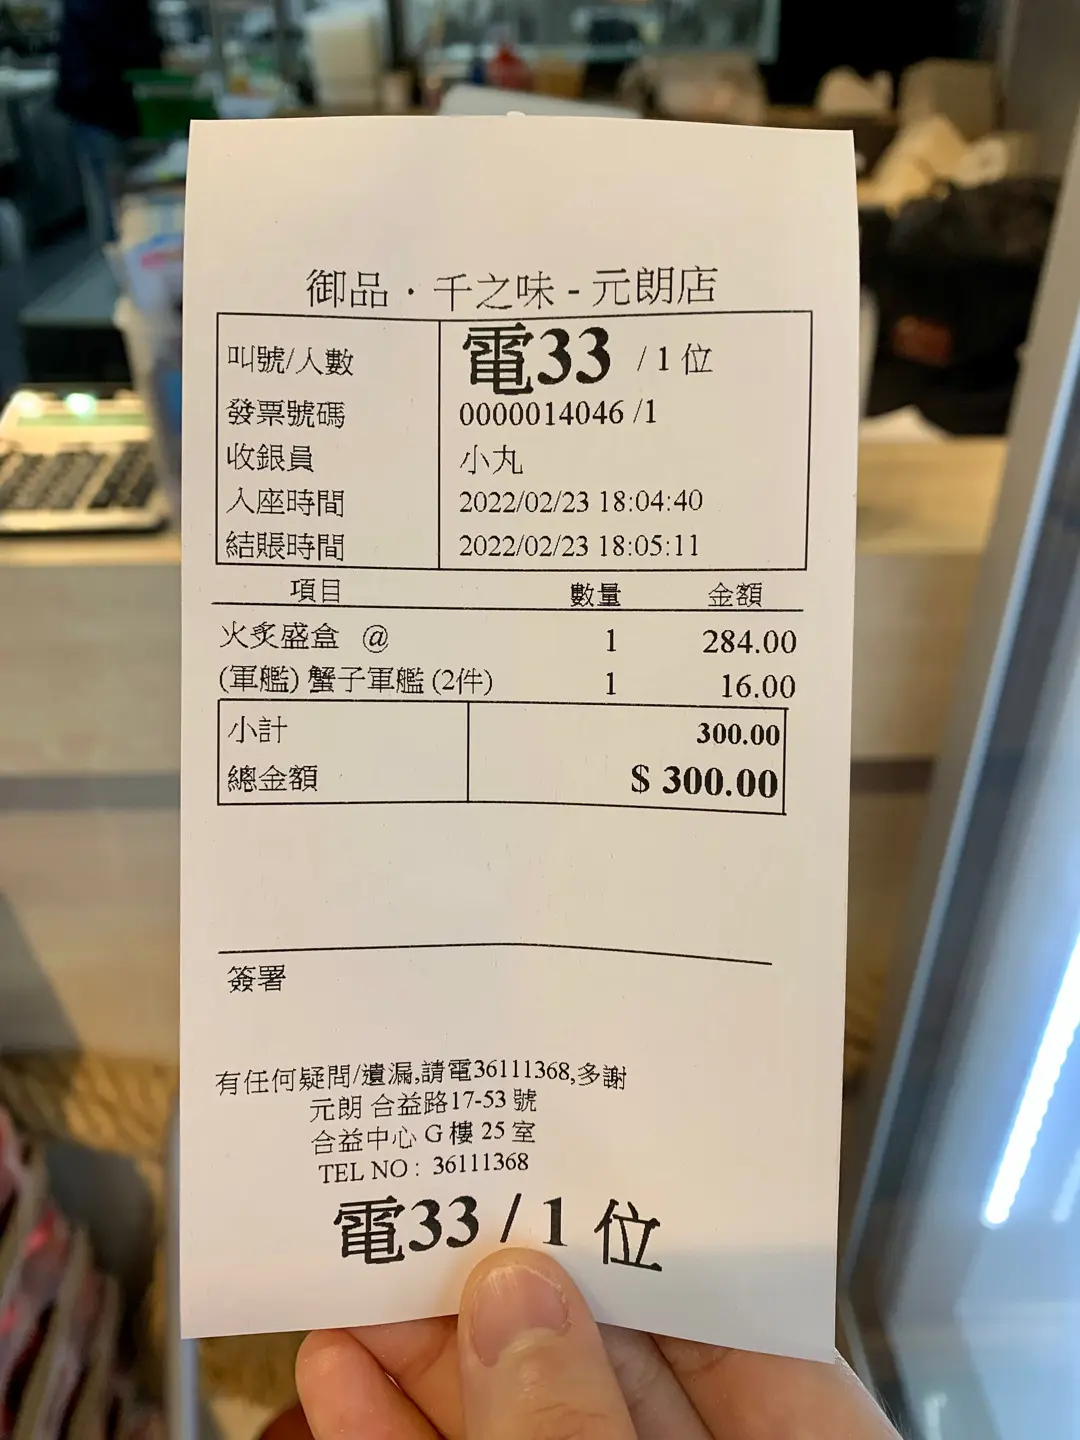 御品．千之味 - 元朗店
叫號/人數 電33 / 1 位
發票號碼 0000014046 /1
收銀員 小丸
入座時間 2022/02/23 18:04:40
結賬時間 2022/02/23 18:05:11
項目 數量 金額
火炙盛盒 @ 1 284.00
(軍艦) 蟹子軍艦 (2件) 1 16.00
小計 300.00
總金額 $ 300.00
簽署
有任何疑問/遺漏,請電36111368,多謝
元朗 合益路17-53 號
合益中心 G 樓 25 室
TEL NO : 36111368
電33 / 1 位